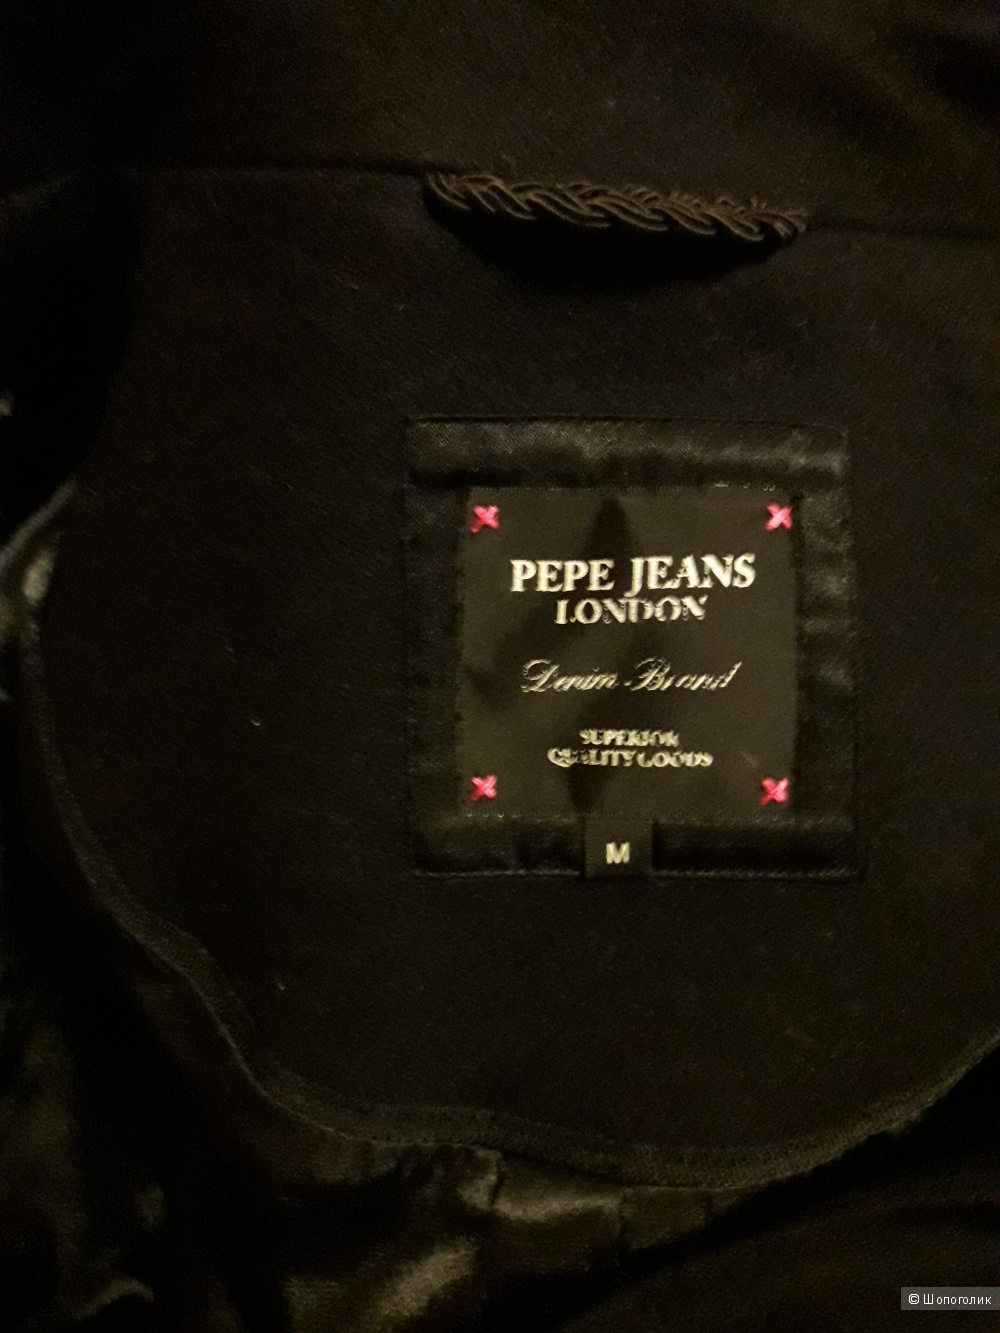 PEPE JEANS
LONDON
Denim Brand
SUPERIOR
QUALITY GOODS
M
© Шопоголик